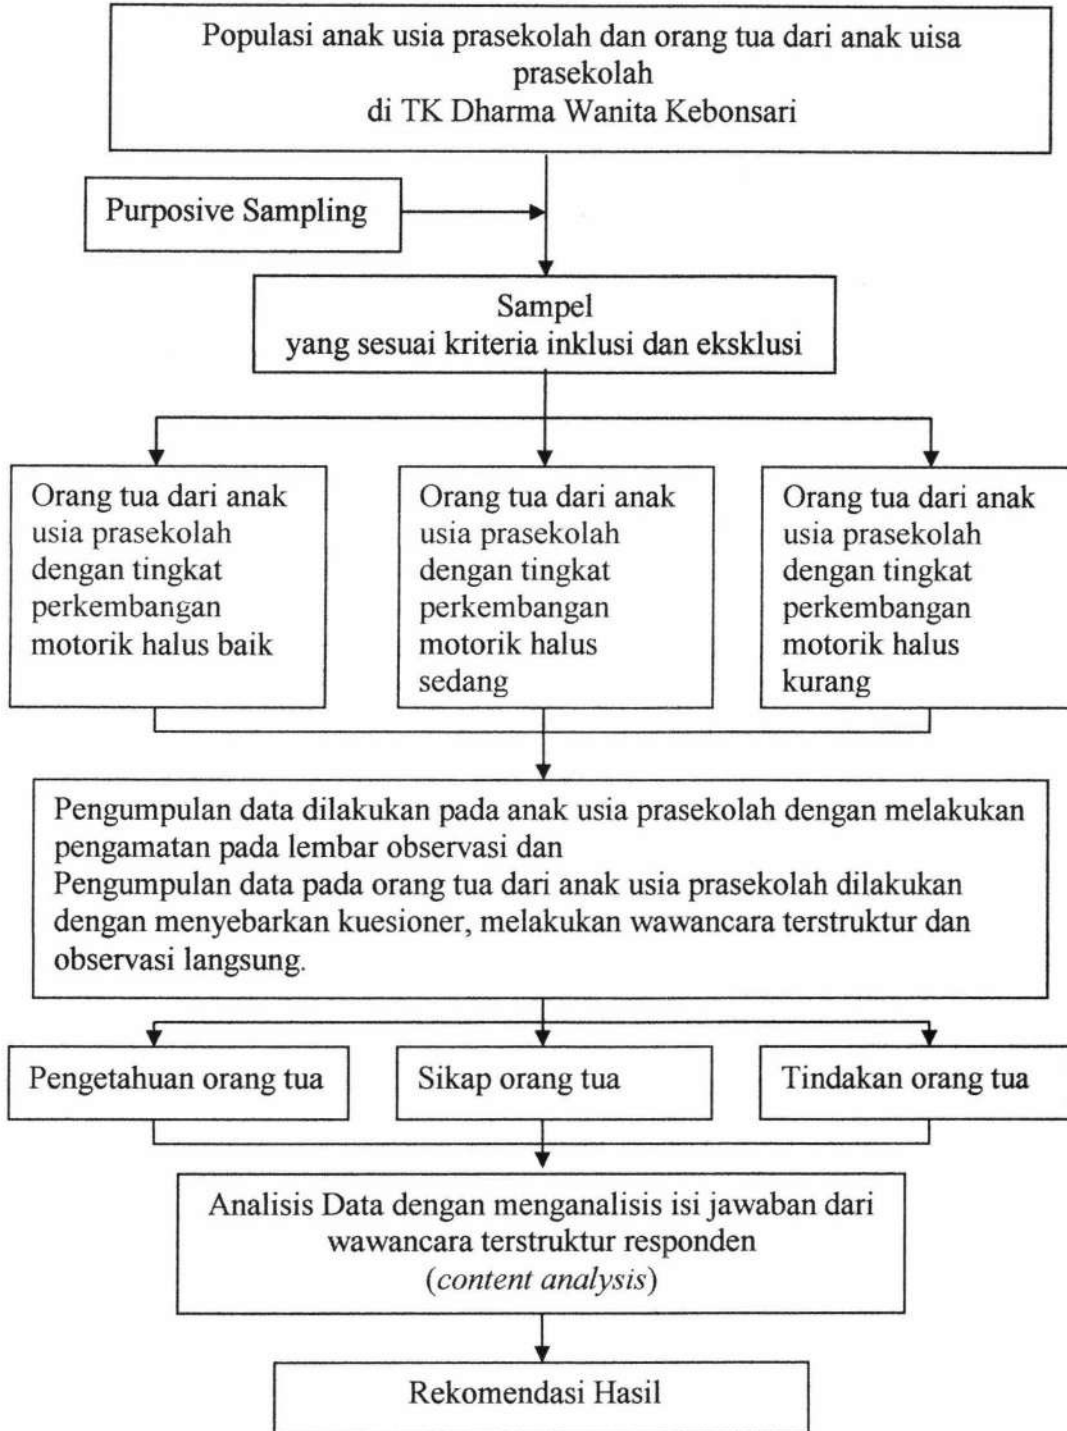 Populasi anak usia prasekolah dan orang tua dari anak uisa
prasekolah
di TK Dharma Wanita Kebonsari
Purposive Sampling
Sampel
yang sesuai kriteria inklusi dan eksklusi
Orang tua dari anak
usia prasekolah
dengan tingkat
perkembangan
motorik halus baik
Orang tua dari anak
usia prasekolah
dengan tingkat
perkembangan
motorik halus
sedang
Orang tua dari anak
usia prasekolah
dengan tingkat
perkembangan
motorik halus
kurang
Pengumpulan data dilakukan pada anak usia prasekolah dengan melakukan
pengamatan pada lembar observasi dan
Pengumpulan data pada orang tua dari anak usia prasekolah dilakukan
dengan menyebarkan kuesioner, melakukan wawancara terstruktur dan
observasi langsung.
Pengetahuan orang tua
Sikap orang tua
Tindakan orang tua
Analisis Data dengan menganalisis isi jawaban dari
wawancara terstruktur responden
(content analysis)
Rekomendasi Hasil